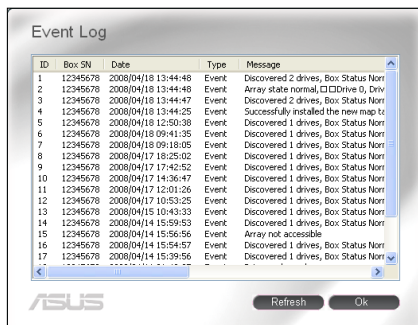 Event Log
ID Box SN Date Type Message
1 12345678 2008/04/18 13:44:48 Event Discovered 2 drives, Box Status Norr
2 12345678 2008/04/18 13:44:48 Event Array state normal,□□Drive 0, Driv
3 12345678 2008/04/18 13:44:47 Event Discovered 2 drives, Box Status Norr
4 12345678 2008/04/18 13:44:25 Event Successfully installed the new map ta
5 12345678 2008/04/18 12:50:38 Event Discovered 1 drives, Box Status Norr
6 12345678 2008/04/18 09:41:35 Event Discovered 1 drives, Box Status Norr
7 12345678 2008/04/18 09:18:05 Event Discovered 1 drives, Box Status Norr
8 12345678 2008/04/17 18:25:02 Event Discovered 1 drives, Box Status Norr
9 12345678 2008/04/17 17:42:52 Event Discovered 1 drives, Box Status Norr
10 12345678 2008/04/17 14:36:47 Event Discovered 1 drives, Box Status Norr
11 12345678 2008/04/17 12:01:26 Event Discovered 1 drives, Box Status Norr
12 12345678 2008/04/17 10:53:25 Event Discovered 1 drives, Box Status Norr
13 12345678 2008/04/15 10:43:33 Event Discovered 1 drives, Box Status Norr
14 12345678 2008/04/14 15:59:53 Event Discovered 1 drives, Box Status Norr
15 12345678 2008/04/14 15:56:56 Event Array not accessible
16 12345678 2008/04/14 15:54:57 Event Discovered 1 drives, Box Status Norr
17 12345678 2008/04/14 15:39:56 Event Discovered 1 drives, Box Status Norr
ASUS Refresh Ok